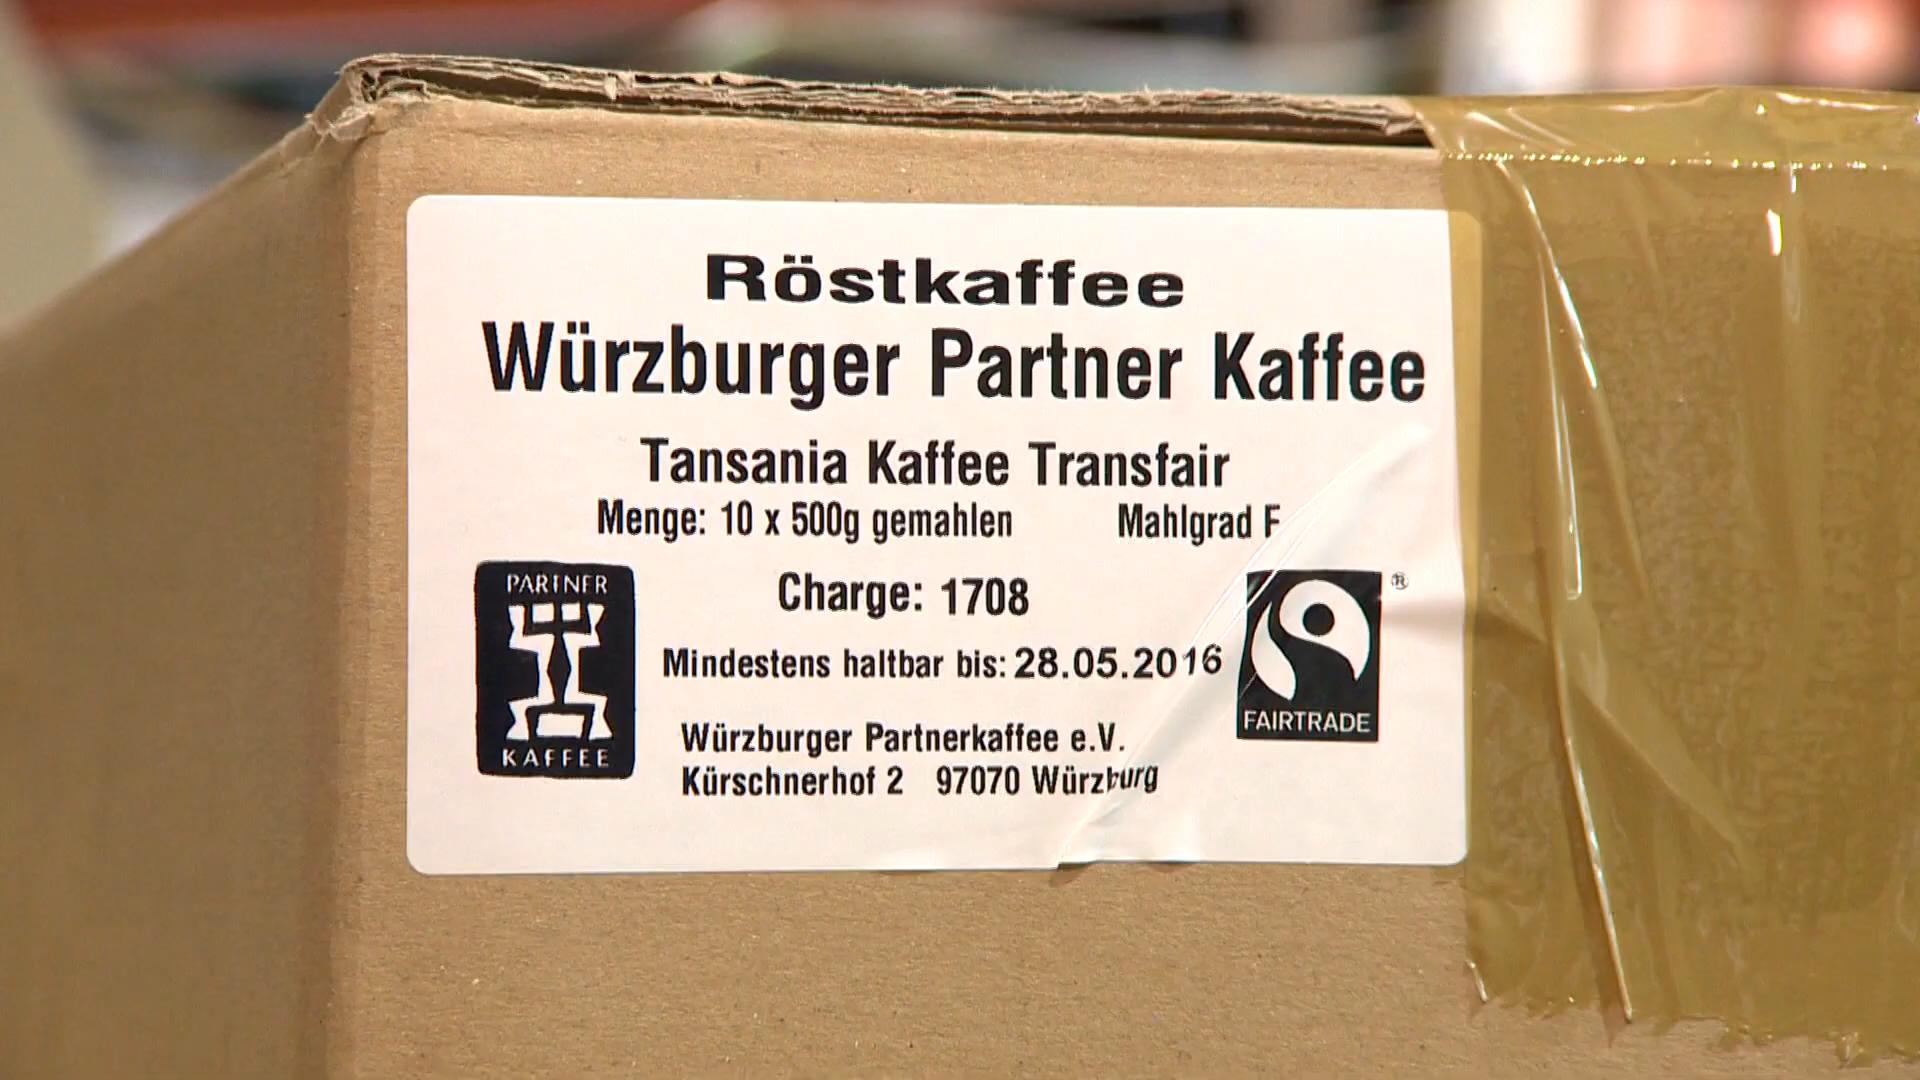 Röstkaffee
Würzburger Partner Kaffee
Tansania Kaffee Transfair
Menge: 10 x 500g gemahlen Mahlgrad F
PARTNER
KAFFEE
Charge: 1708
Mindestens haltbar bis: 28.05.2016
Würzburger Partnerkaffee e.V.
Kürschnerhof 2 97070 Würzburg
®
FAIRTRADE